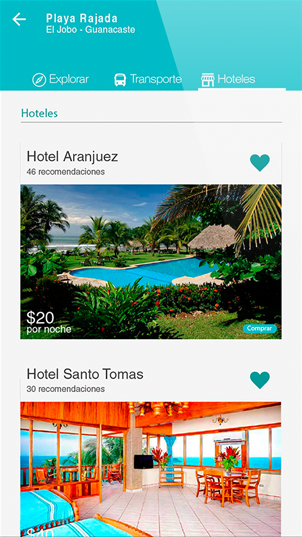 Playa Rajada
El Jobo - Guanacaste
Explorar Transporte Hoteles
Hoteles
Hotel Aranjuez
46 recomendaciones
$20
por noche
Comprar
Hotel Santo Tomas
30 recomendaciones